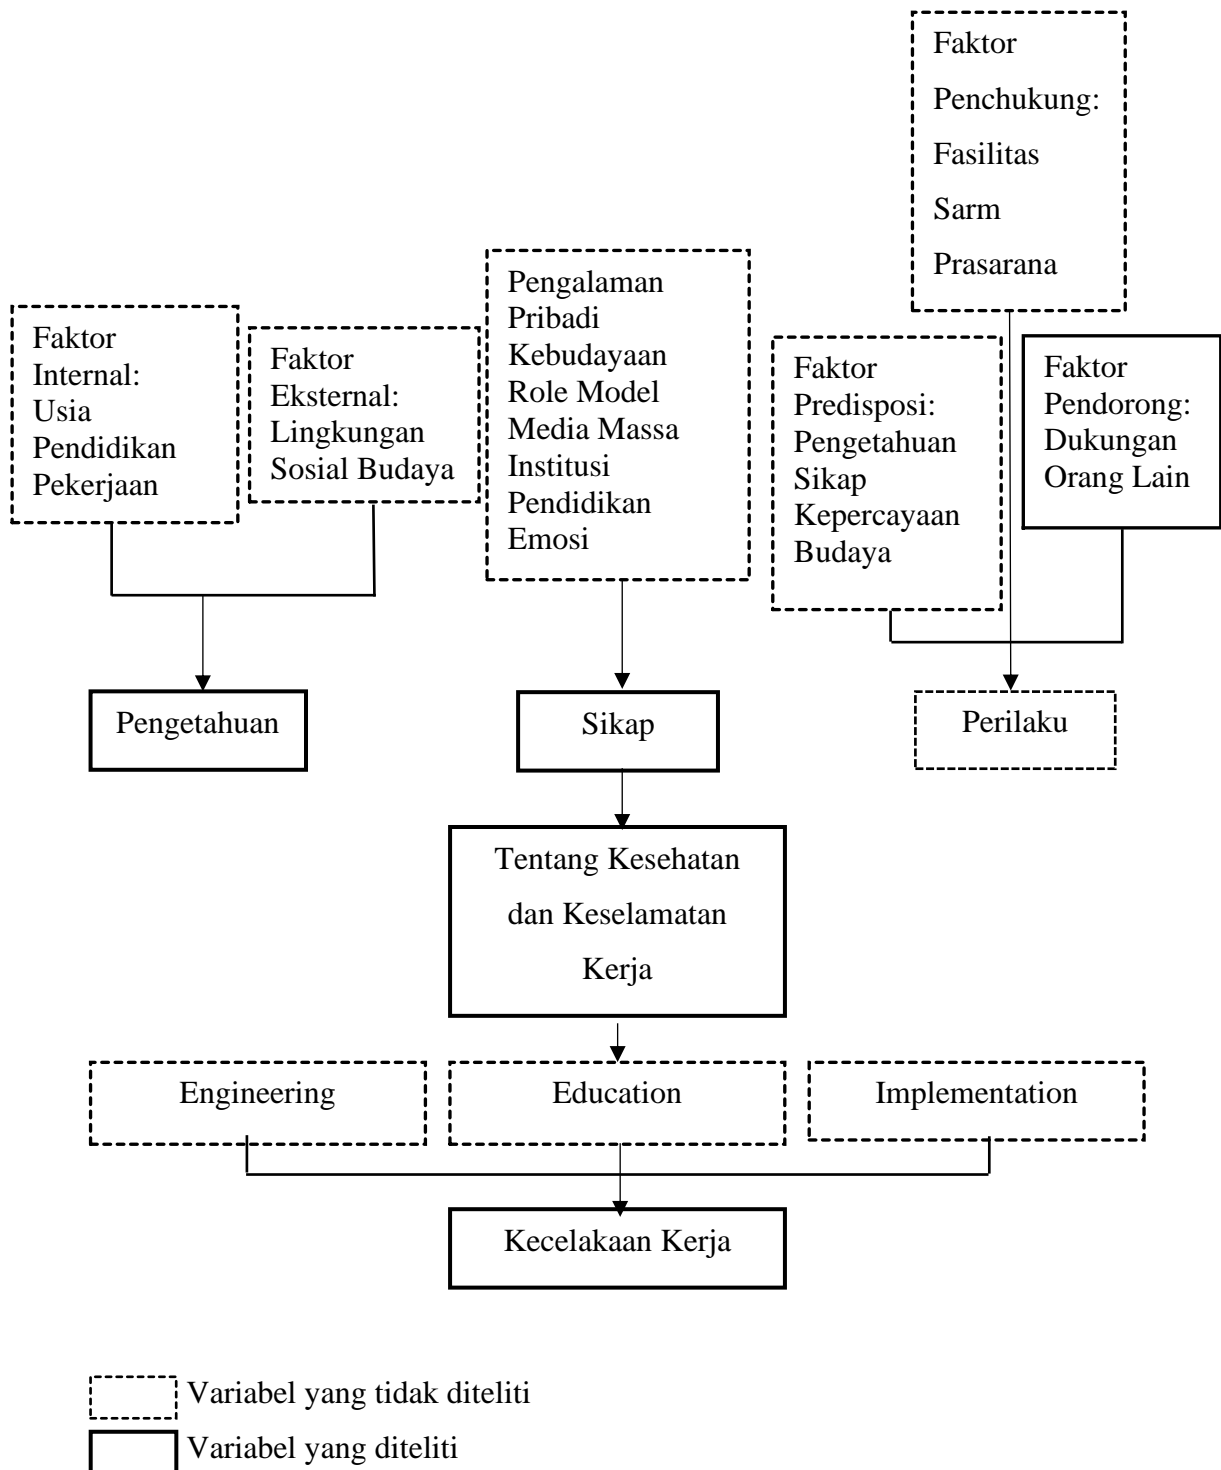 Faktor
Penchukung:
Fasilitas
Sarm
Prasarana
Faktor
Internal:
Usia
Pendidikan
Pekerjaan
Faktor
Eksternal:
Lingkungan
Sosial Budaya
Pengalaman
Pribadi
Kebudayaan
Role Model
Media Massa
Institusi
Pendidikan
Emosi
Faktor
Predisposi:
Pengetahuan
Sikap
Kepercayaan
Budaya
Faktor
Pendorong:
Dukungan
Orang Lain
Pengetahuan
Sikap
Perilaku
Tentang Kesehatan
dan Keselamatan
Kerja
Engineering
Education
Implementation
Kecelakaan Kerja
Variabel yang tidak diteliti
Variabel yang diteliti